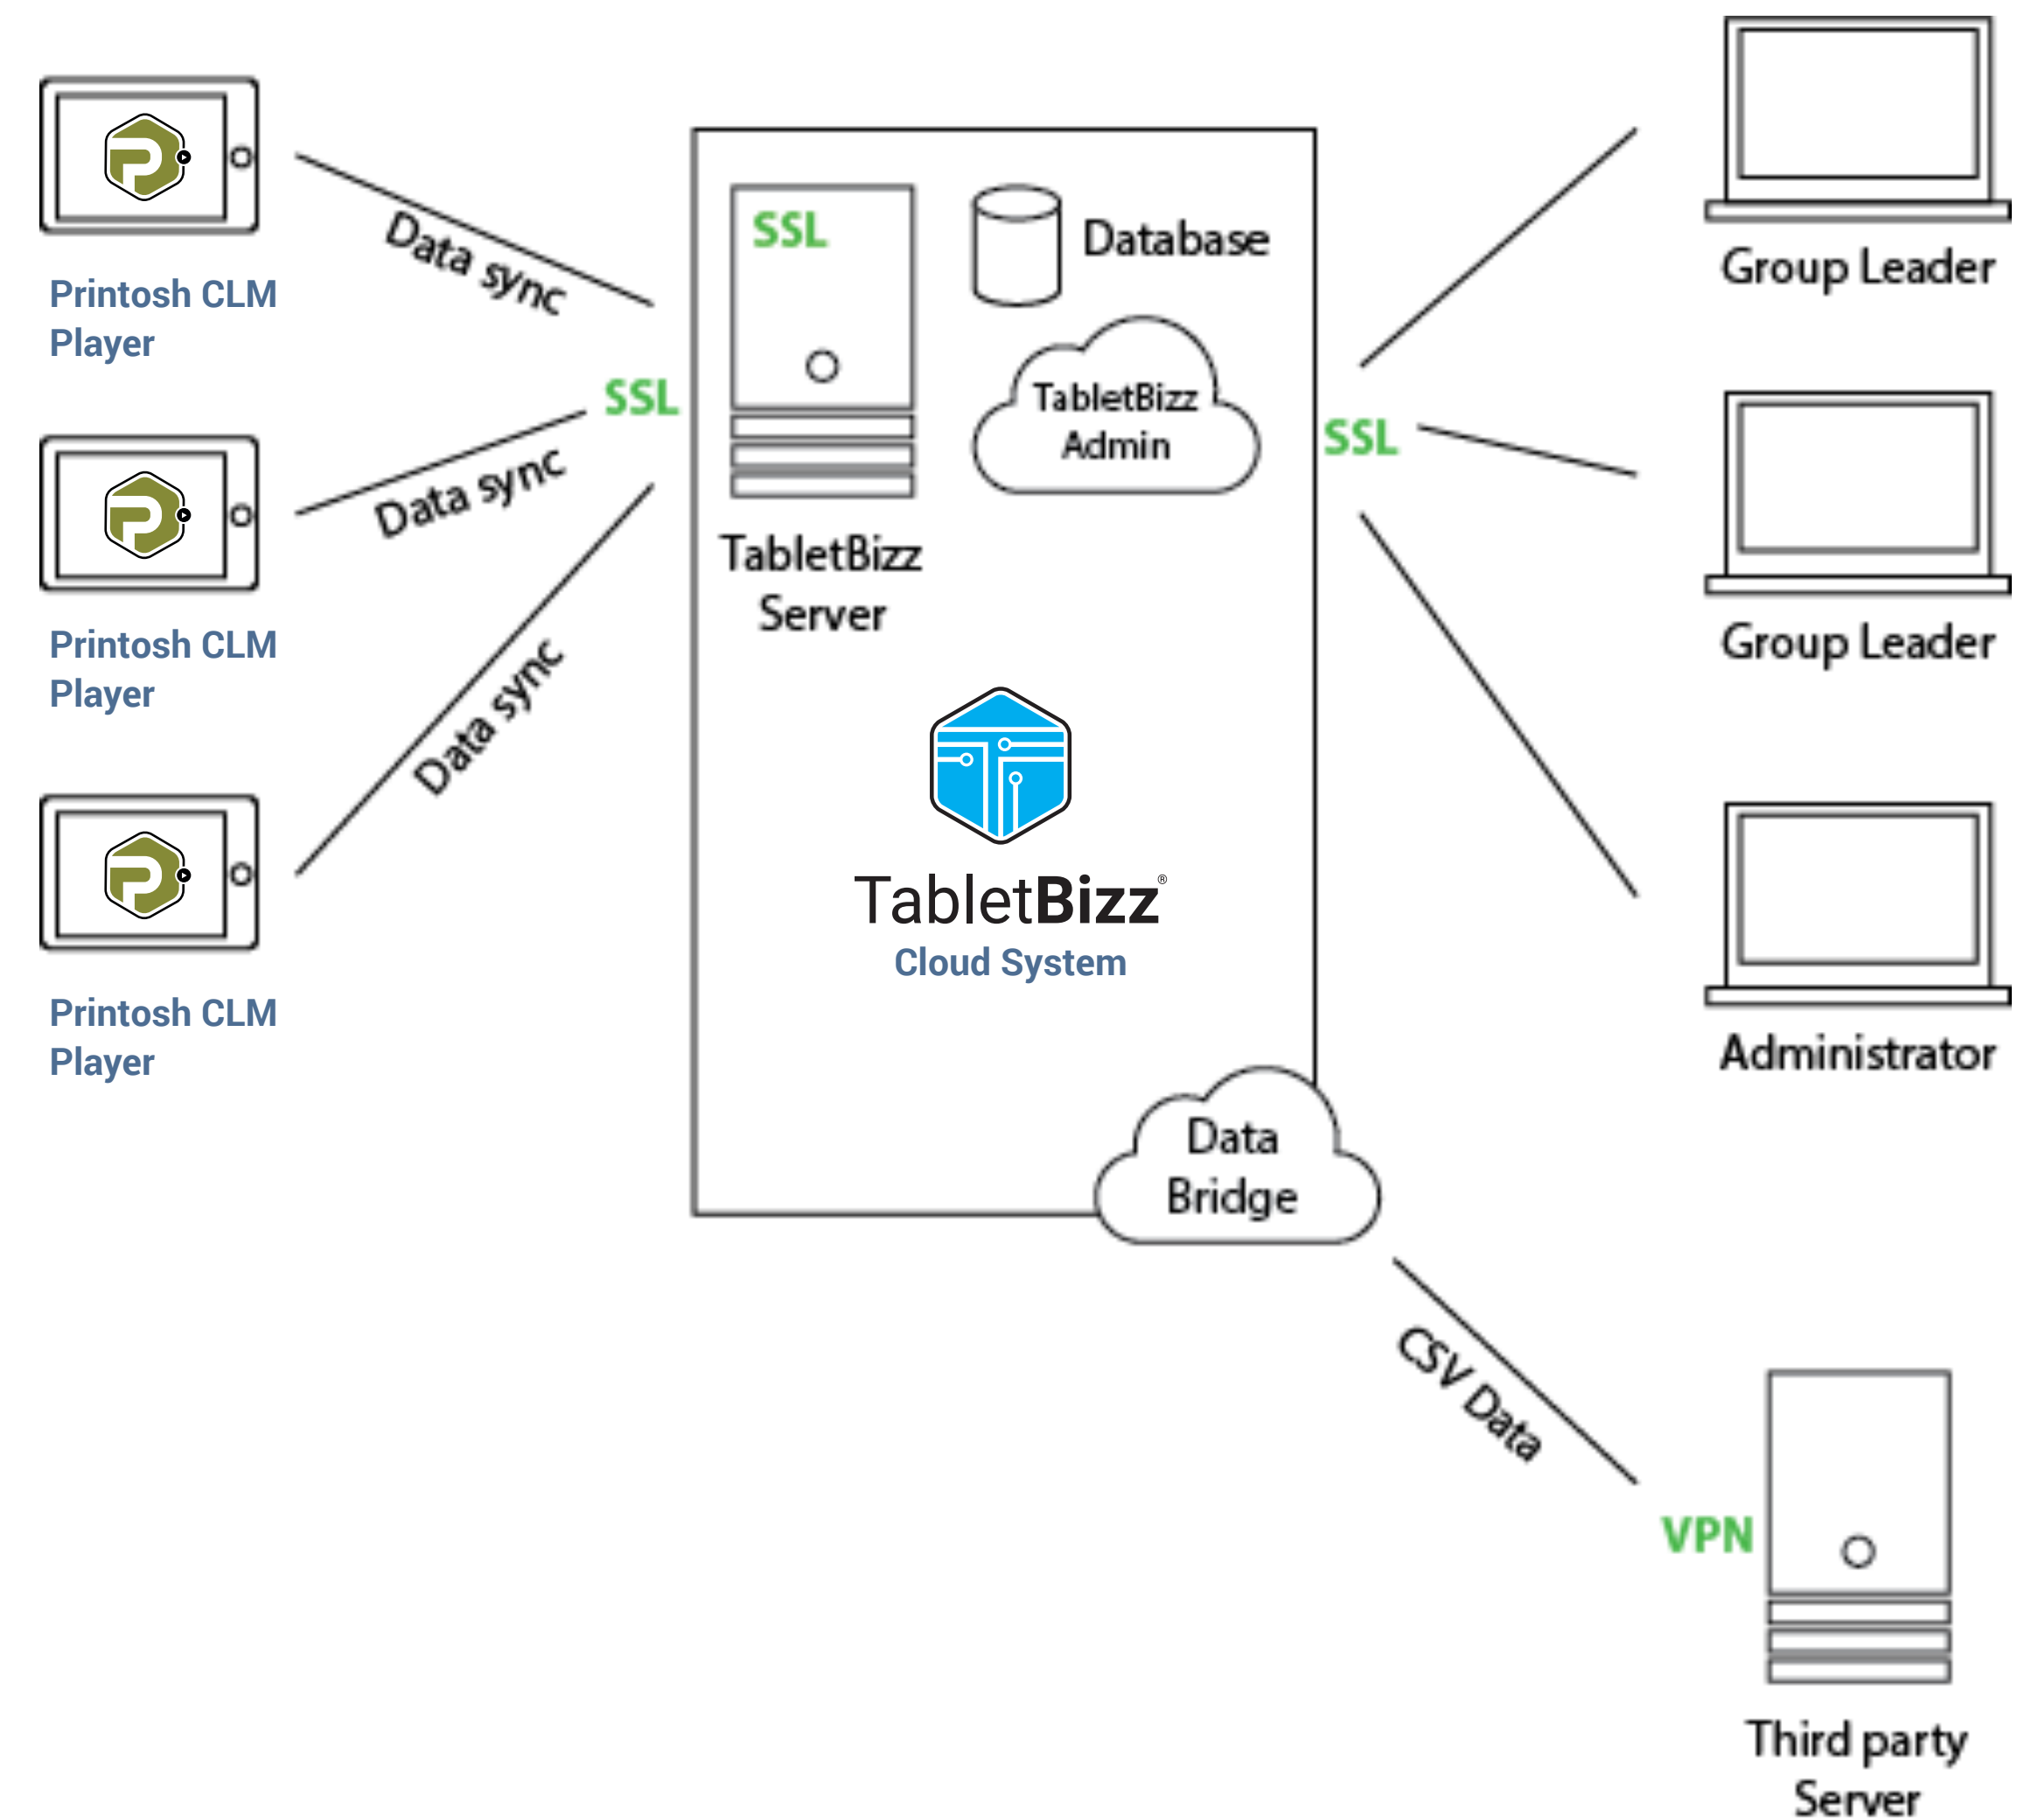 Printosh CLM
Player
Data sync
Printosh CLM
Player
Data sync
Printosh CLM
Player
Data sync
SSL
SSL
Database
TabletBizz
Admin
TabletBizz
Server
TabletBizz®
Cloud System
Data
Bridge
SSL
Group Leader
Group Leader
Administrator
CSV Data
VPN
Third party
Server